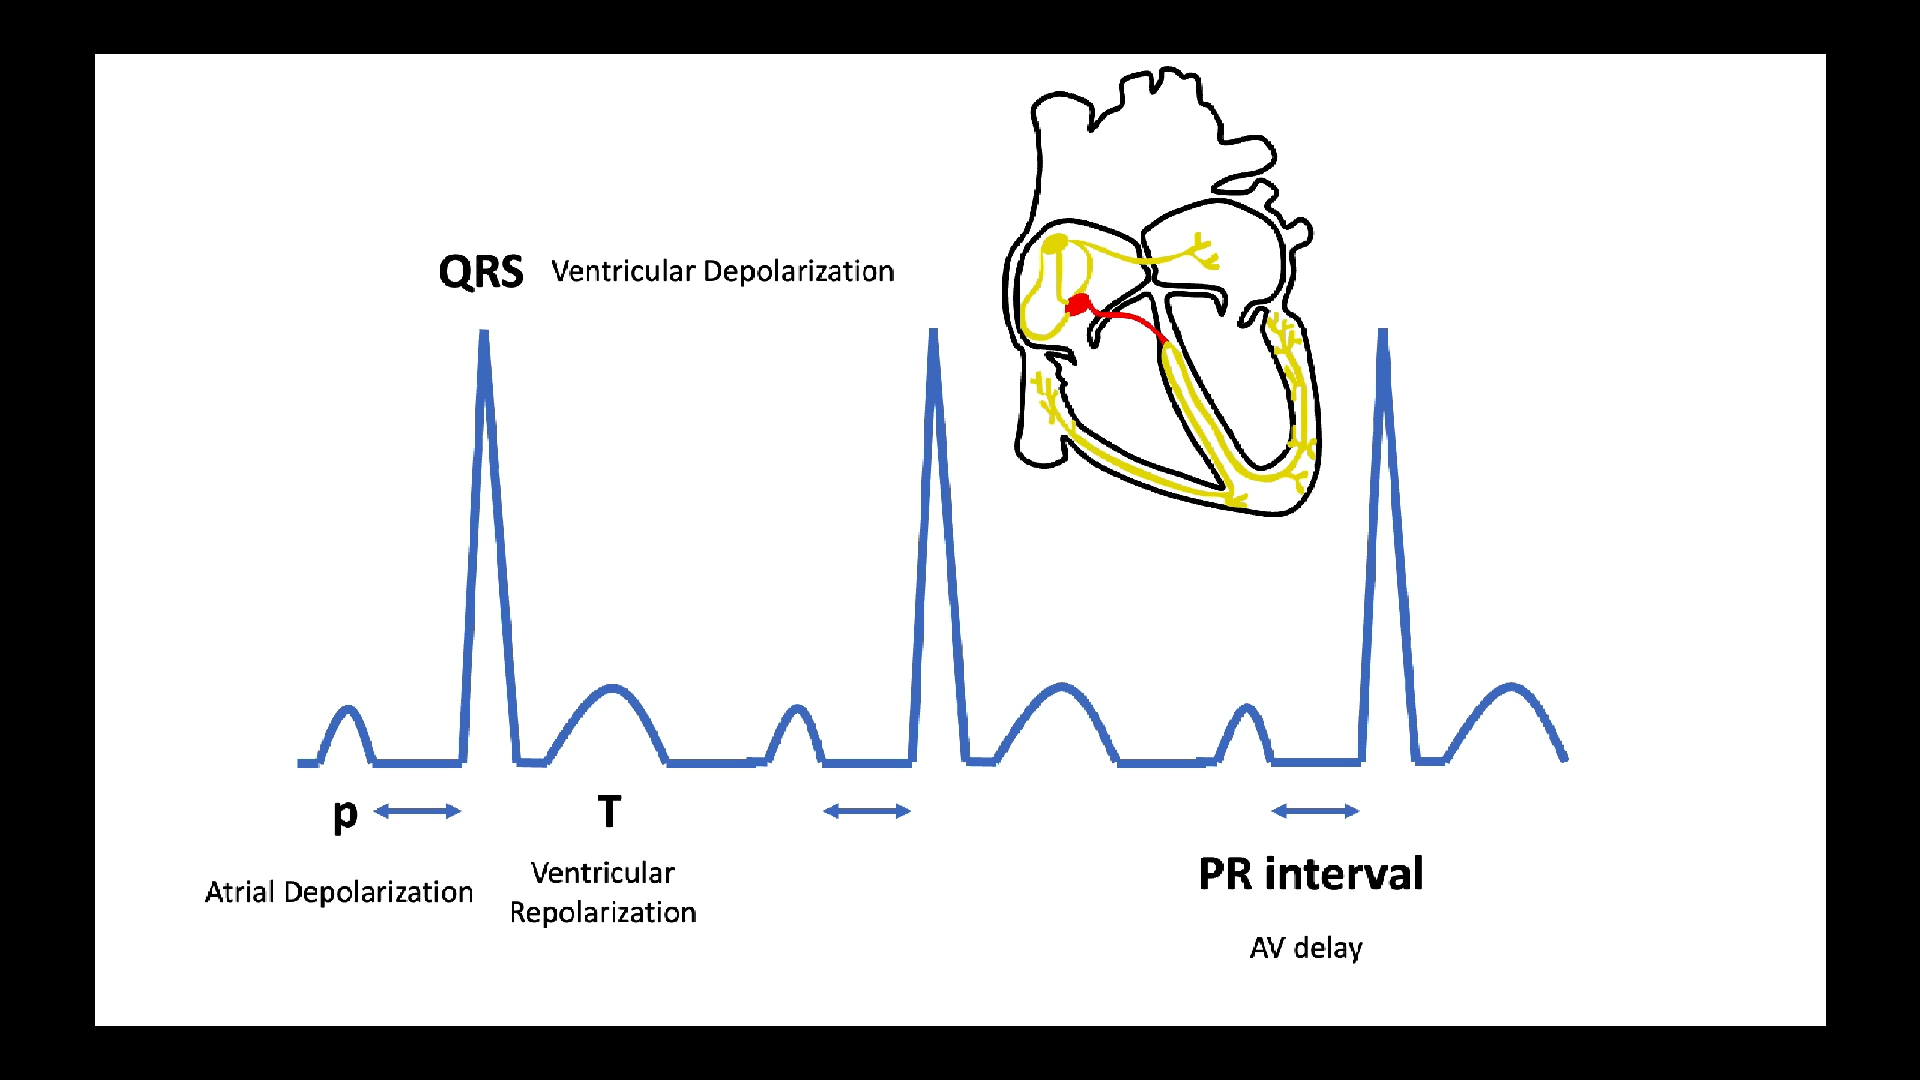 QRS Ventricular Depolarization
p
T
Atrial Depolarization
Ventricular
Repolarization
PR interval
AV delay